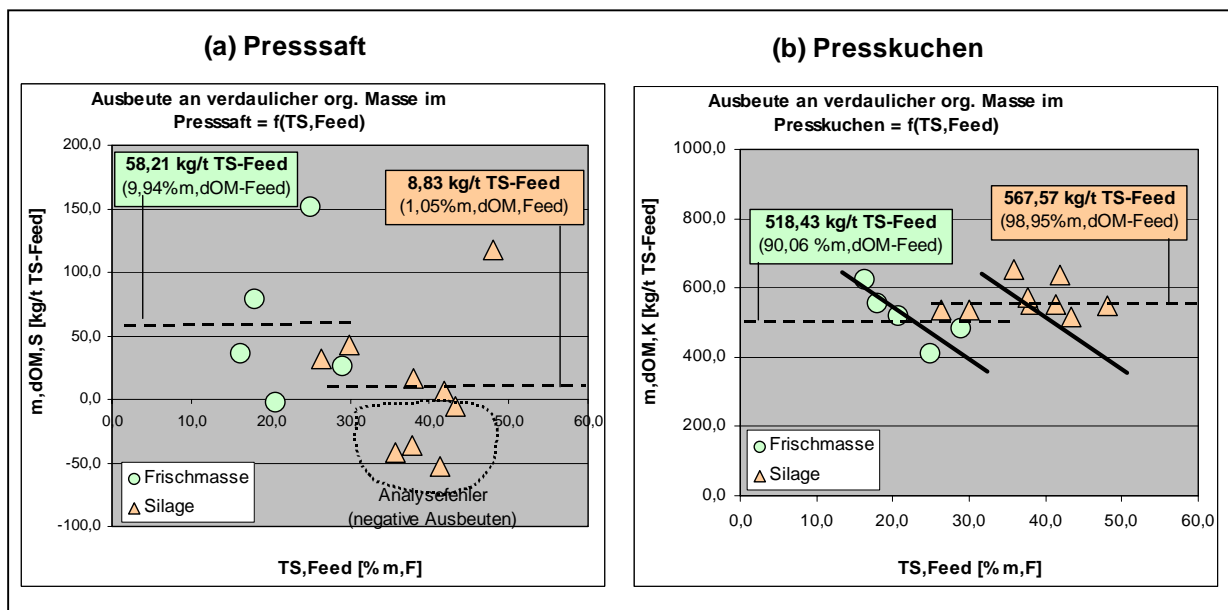 (a) Presssaft
Ausbeute an verdaulicher org. Masse im
Presssaft = f(TS,Feed)
200,0
150,0
100,0
50,0
0,0
-50,0
-100,0
m,dOM,S [kg/t TS-Feed]
58,21 kg/t TS-Feed
(9,94%m,dOM-Feed)
8,83 kg/t TS-Feed
(1,05%m,dOM,Feed)
0,0 10,0 20,0 30,0 40,0 50,0 60,0
Frischmasse
Silage
Analysefehler
(negative Ausbeuten)
TS,Feed [% m,F]
(b) Presskuchen
Ausbeute an verdaulicher org. Masse im
Presskuchen = f(TS,Feed)
1000,0
800,0
600,0
400,0
200,0
0,0
m,dOM,K [kg/t TS-Feed]
518,43 kg/t TS-Feed
(90,06 %m,dOM-Feed)
567,57 kg/t TS-Feed
(98,95%m,dOM-Feed)
Frischmasse
Silage
0,0 10,0 20,0 30,0 40,0 50,0 60,0
TS,Feed [% m,F]